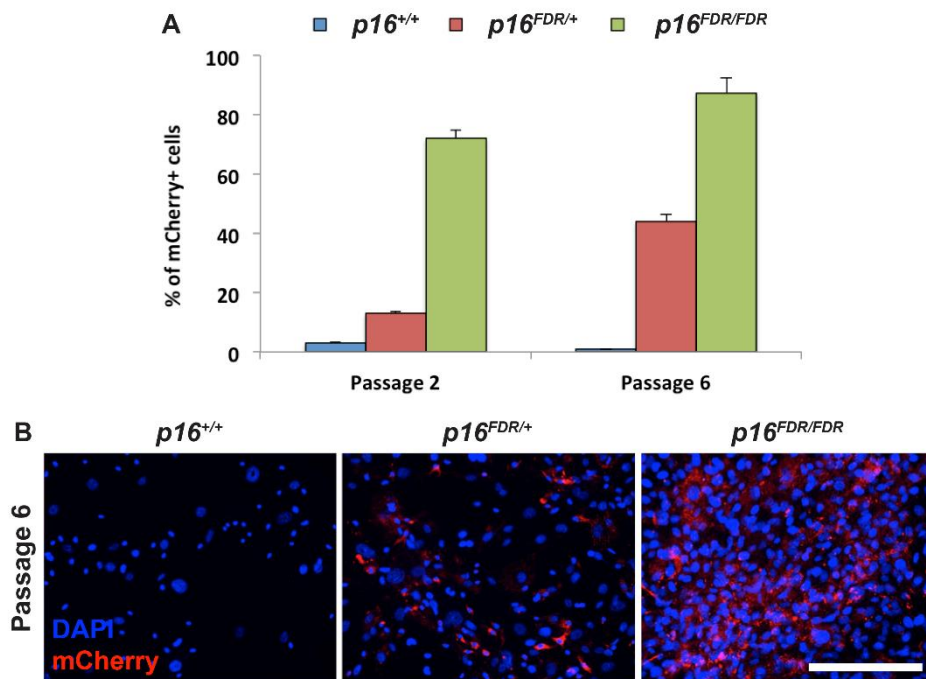 A
p16+/+ p16FDR/+ p16FDR/FDR
% of mCherry+ cells
100
80
60
40
20
0
Passage 2 Passage 6
B
p16+/+ p16FDR/+ p16FDR/FDR
Passage 6
DAPI
mCherry